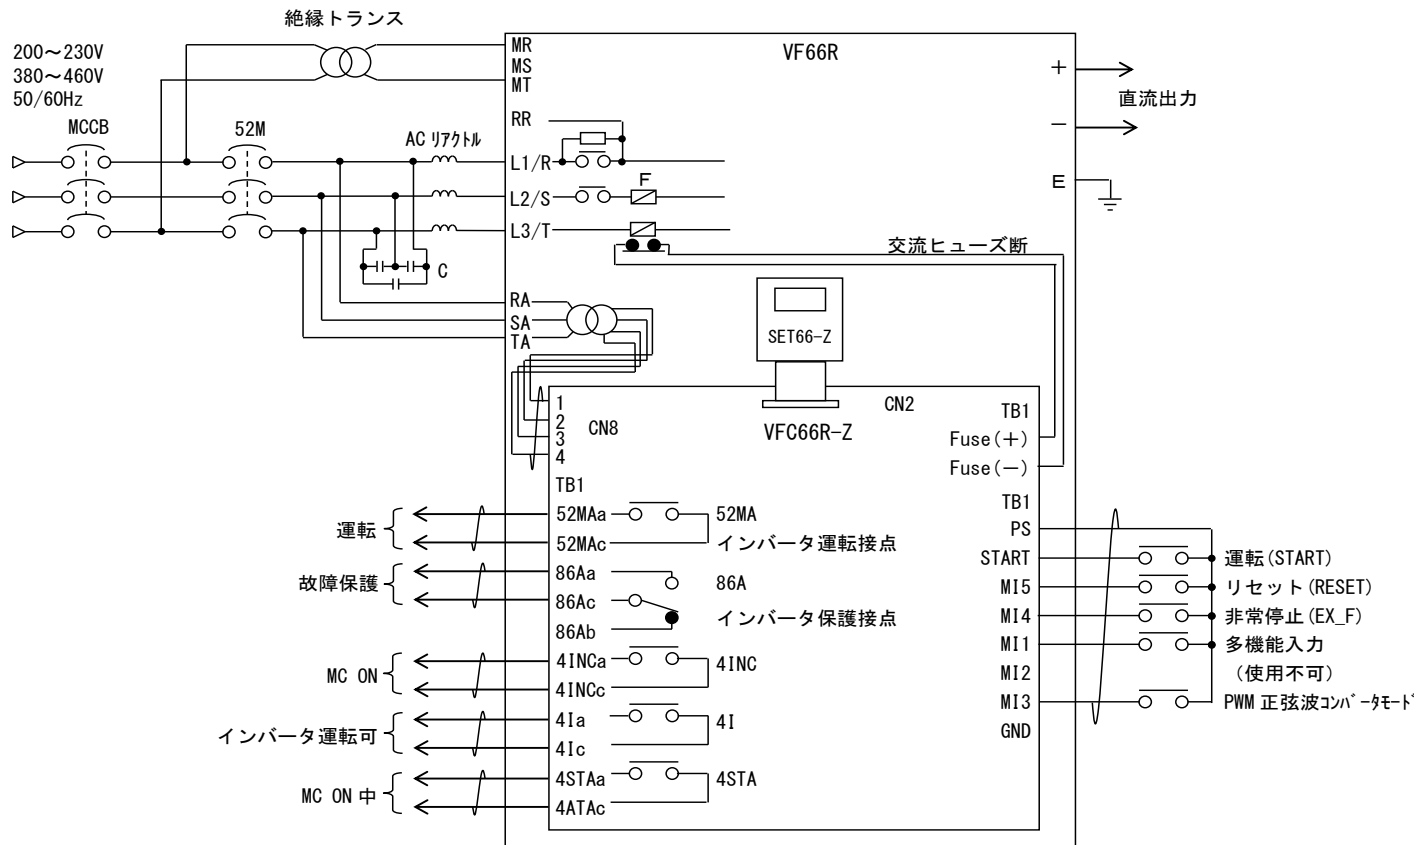 絶縁トランス
200～230V
380～460V
50/60Hz
MCCB
52M
AC ﾘｱｸﾄﾙ
C
MR
MS
MT
RR
L1/R
L2/S
L3/T
F
RA
SA
TA
VF66R
＋
－
E
直流出力
交流ヒューズ断
SET66-Z
VFC66R-Z
CN2
CN8
1
2
3
4
TB1
Fuse(＋)
Fuse(－)
TB1
52MAa
52MAc
86Aa
86Ac
86Ab
4INCa
4INCc
4Ia
4Ic
4STAa
4ATAc
52MA
インバータ運転接点
86A
インバータ保護接点
4INC
4I
4STA
運転
故障保護
MC ON
インバータ運転可
MC ON 中
TB1
PS
START
MI5
MI4
MI1
MI2
MI3
GND
運転(START)
リセット(RESET)
非常停止(EX_F)
多機能入力
（使用不可）
PWM 正弦波ｺﾝﾊﾞｰﾀﾓｰﾄﾞ